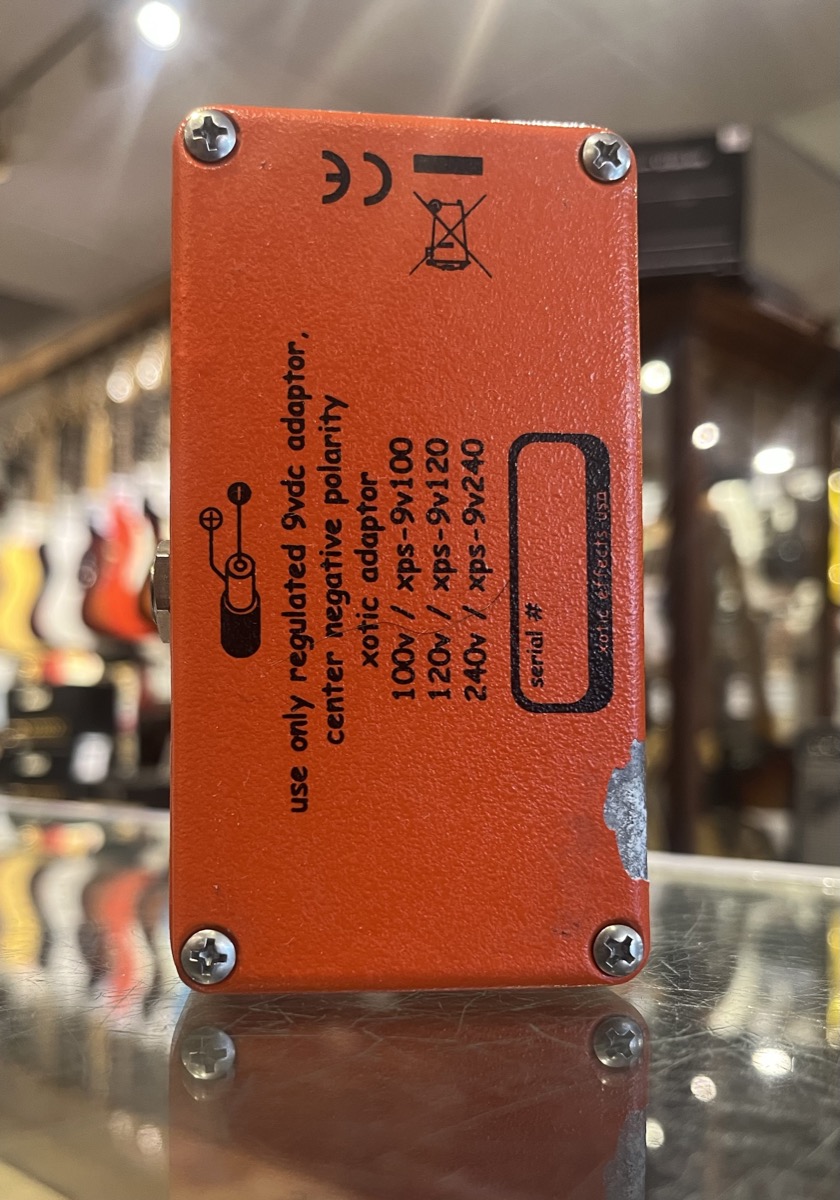 CE
use only regulated 9vdc adaptor,
center negative polarity
xotic adaptor
100v / xps-9v100
120v / xps-9v120
240v / xps-9v240
serial #
xotic effects usa